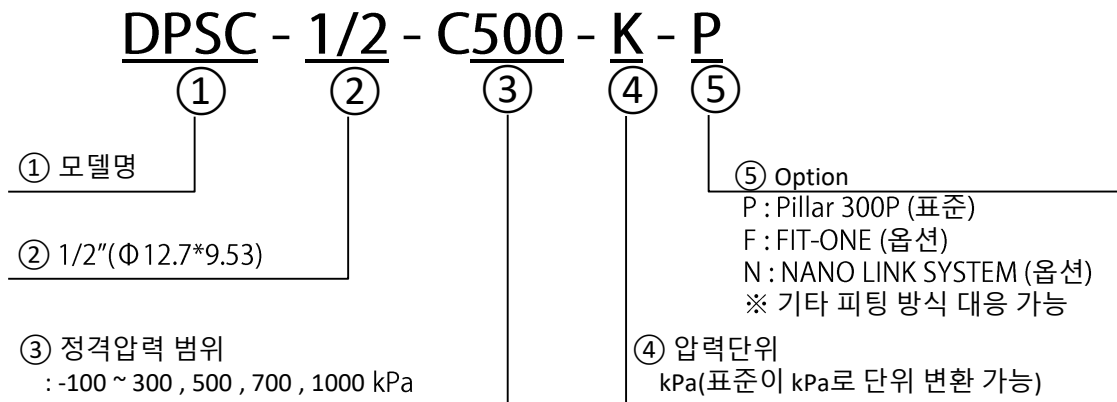 DPSC - 1/2 - C500 - K - P
① ② ③ ④ ⑤
① 모델명
② 1/2”(Φ12.7*9.53)
③ 정격압력 범위
: -100 ~ 300 , 500 , 700 , 1000 kPa
④ 압력단위
kPa(표준이 kPa로 단위 변환 가능)
⑤ Option
P : Pillar 300P (표준)
F : FIT-ONE (옵션)
N : NANO LINK SYSTEM (옵션)
※ 기타 피팅 방식 대응 가능